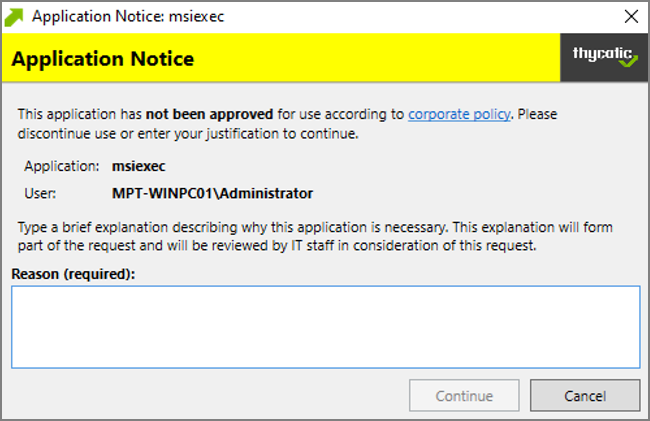 Application Notice: msiexec
Application Notice
thycotic
This application has not been approved for use according to corporate policy. Please
discontinue use or enter your justification to continue.
Application: msiexec
User: MPT-WINPC01\Administrator
Type a brief explanation describing why this application is necessary. This explanation will form
part of the request and will be reviewed by IT staff in consideration of this request.
Reason (required):
Continue Cancel